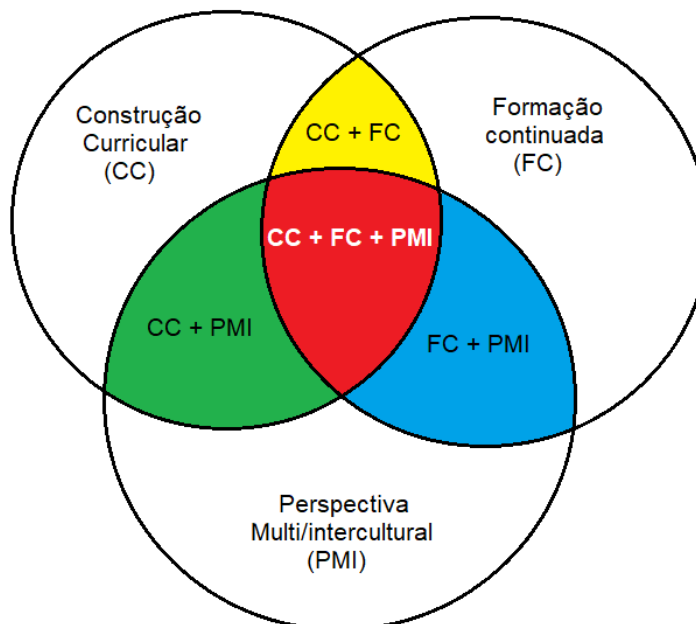 Construção
Curricular
(CC)
Formação
continuada
(FC)
CC + FC
CC + FC + PMI
CC + PMI
FC + PMI
Perspectiva
Multi/intercultural
(PMI)